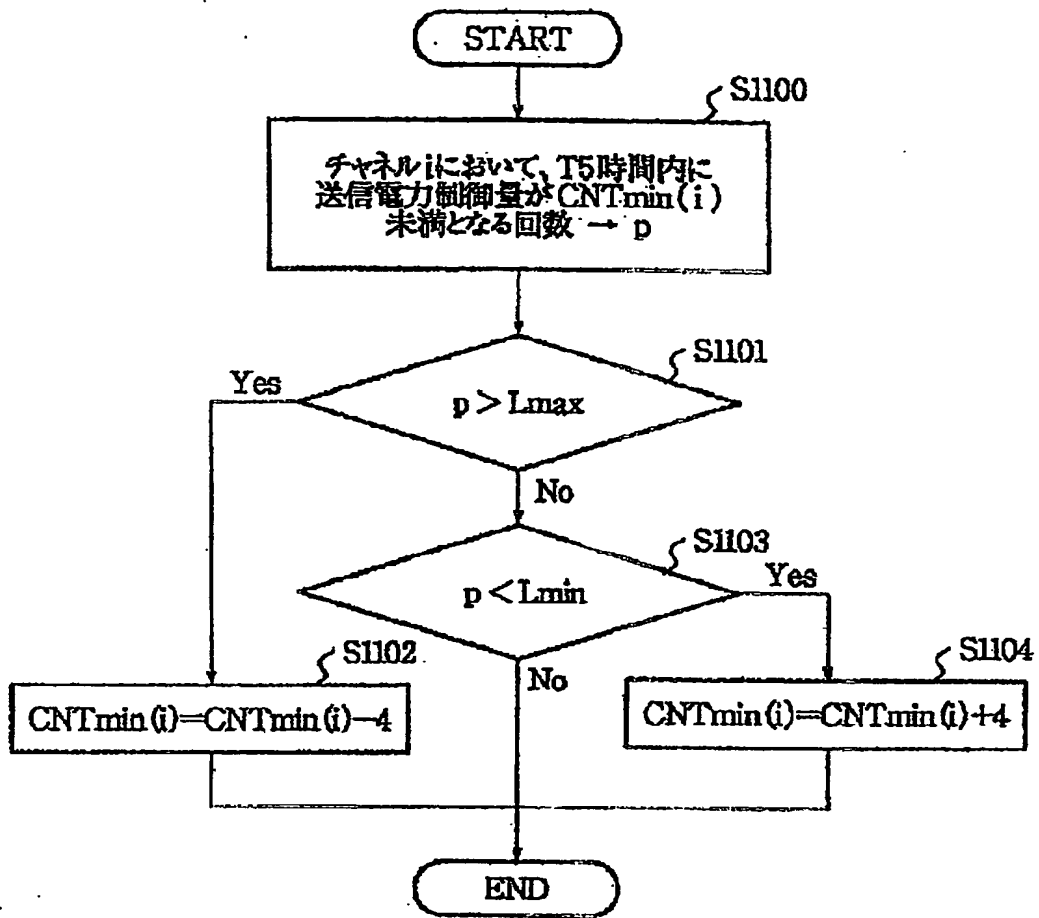 START
S1100
チャネルiにおいて、T5時間内に
送信電力制御量がCNTmin(i)
未満となる回数 → p
S1101
Yes
p＞Lmax
No
S1103
Yes
p＜Lmin
S1102
No
S1104
CNTmin(i)=CNTmin(i)−4
CNTmin(i)=CNTmin(i)+4
END